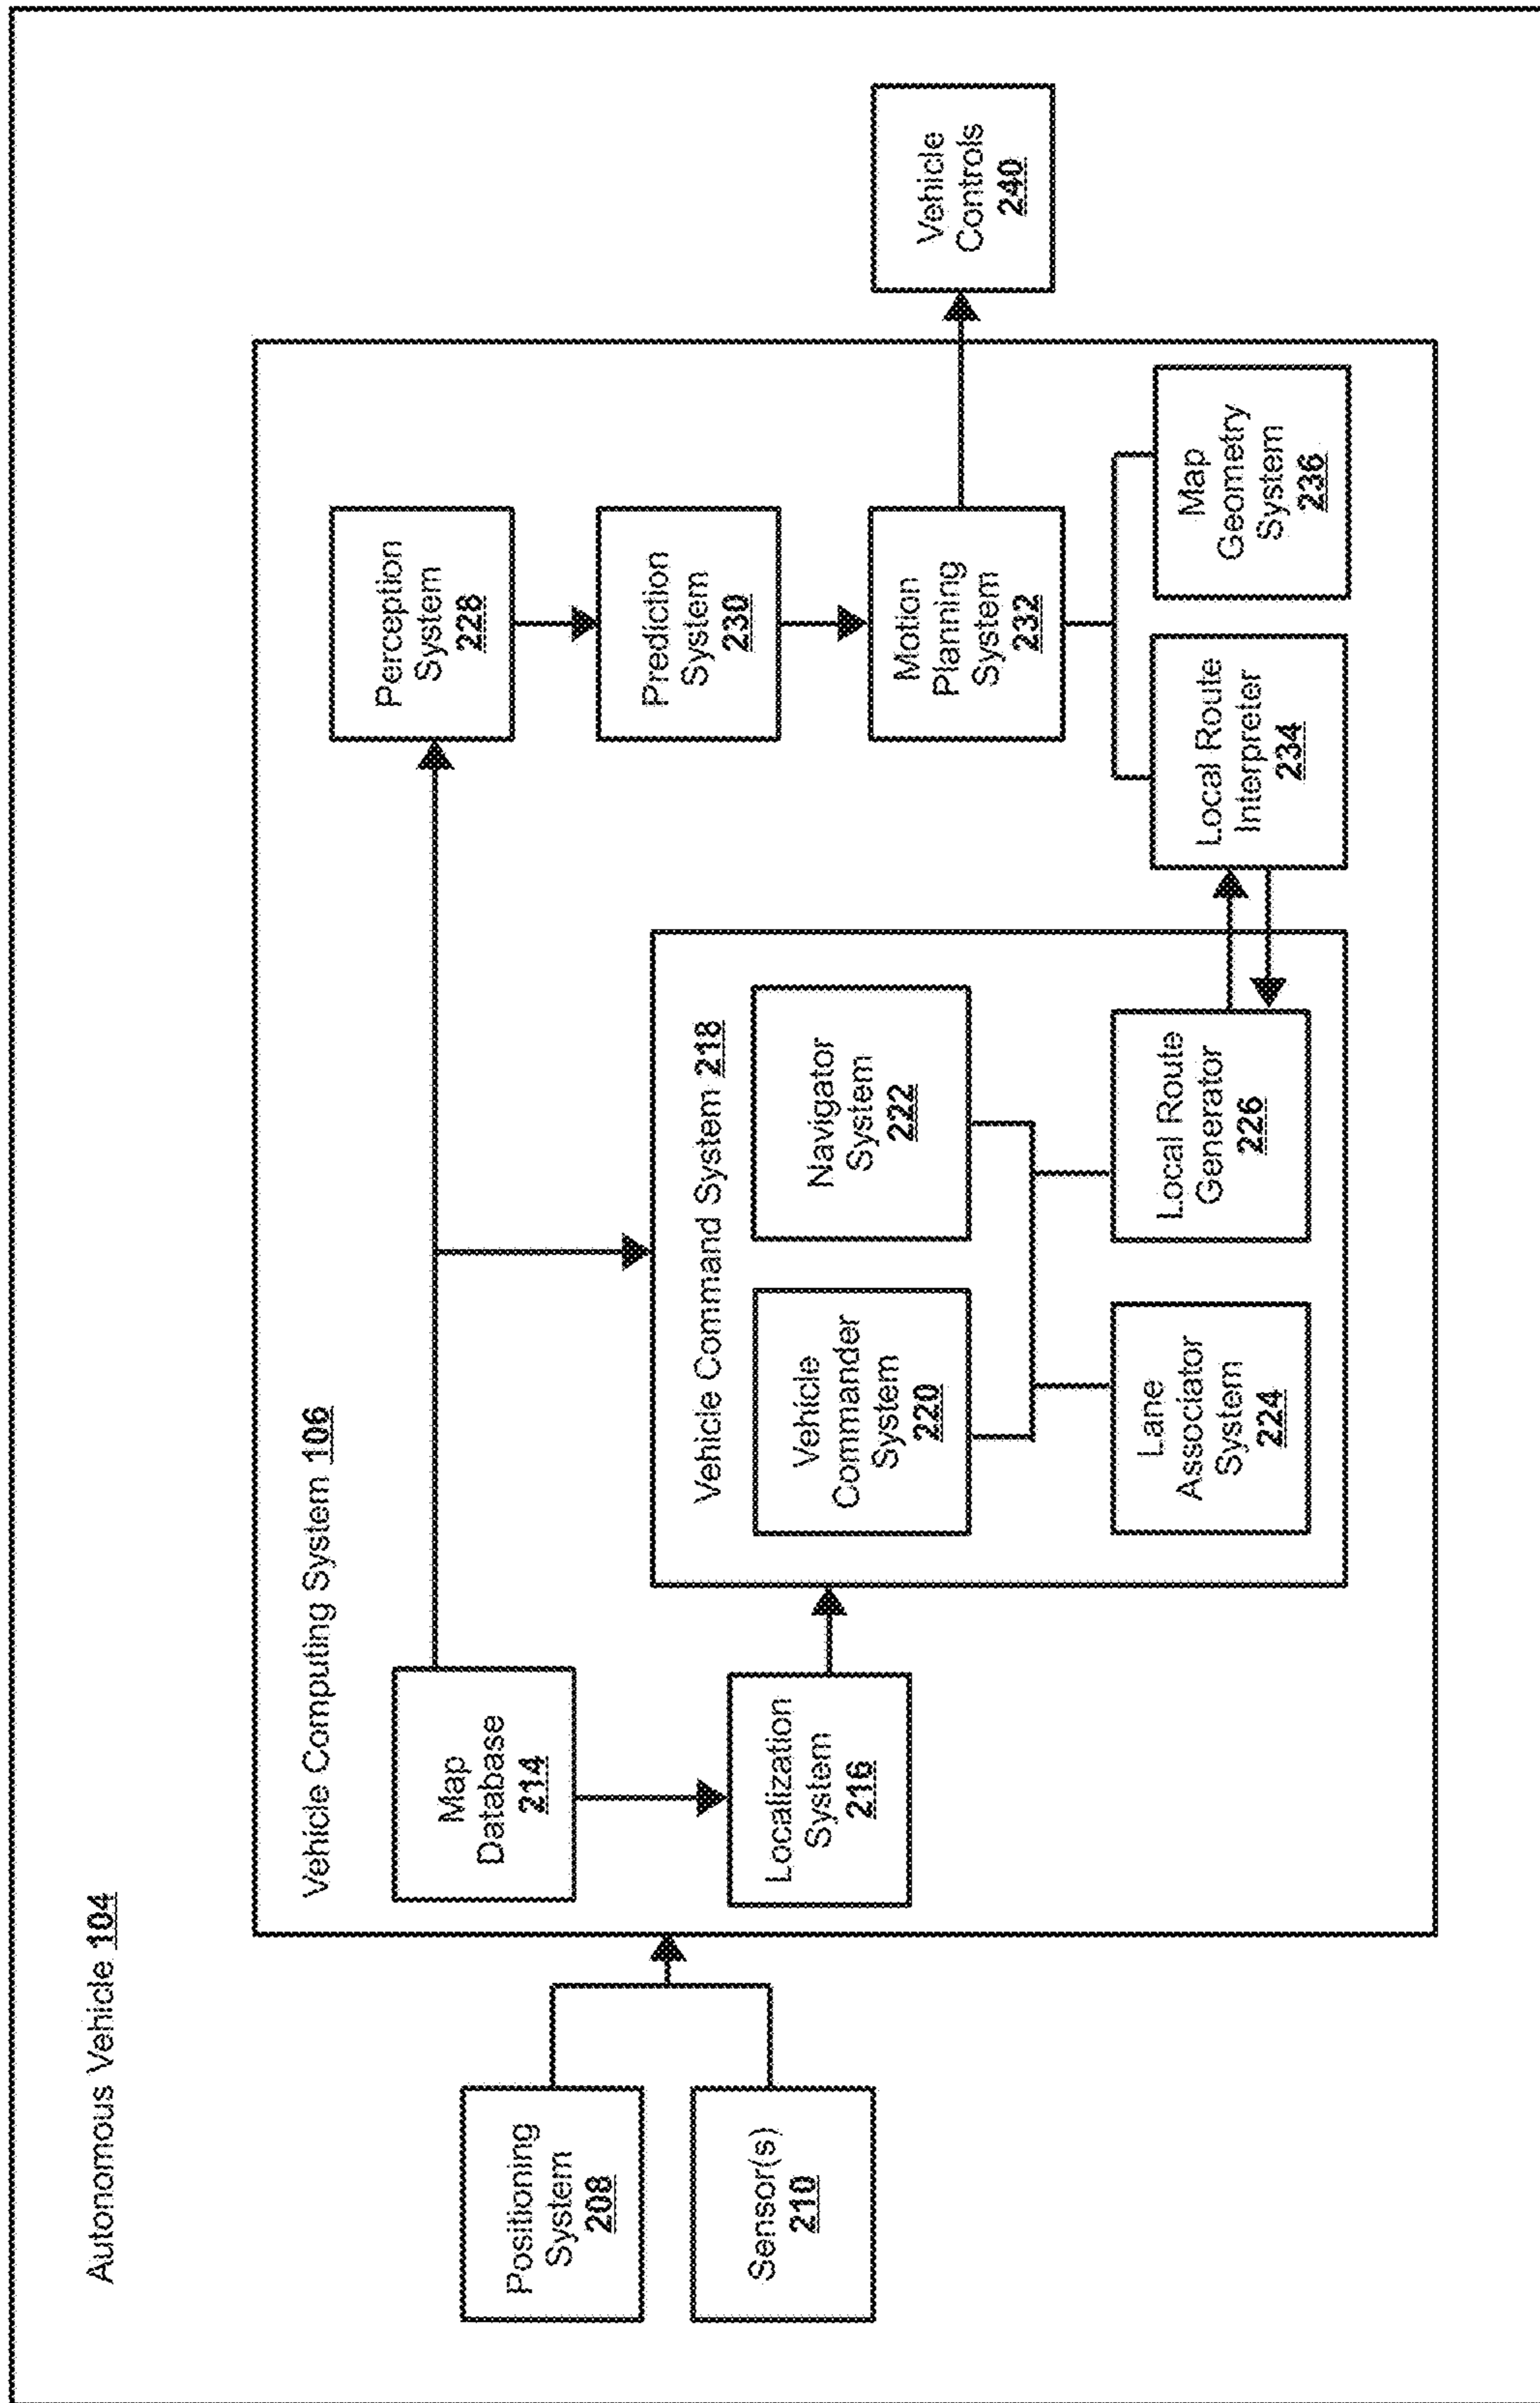 Autonomous Vehicle 104
Vehicle Computing System 106
Positioning
System
208
Sensor(s)
210
Map
Database
214
Localization
System
216
Vehicle Command System 218
Vehicle
Commander
System
220
Navigator
System
222
Lane
Associator
System
224
Local Route
Generator
226
Perception
System
228
Prediction
System
230
Motion
Planning
System
232
Local Route
Interpreter
234
Map
Geometry
System
236
Vehicle
Controls
240